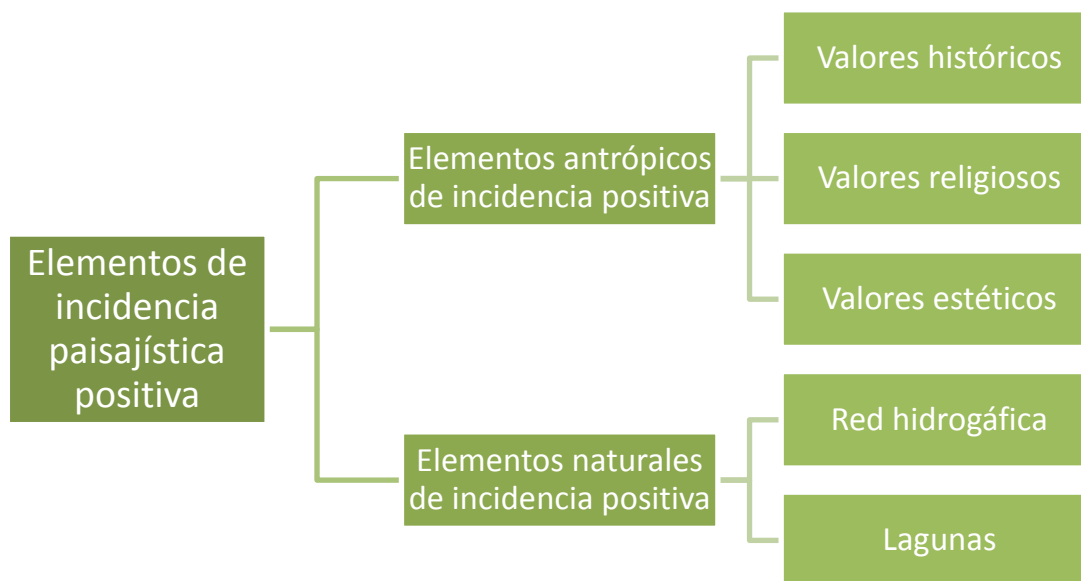 Elementos de
incidencia
paisajística
positiva
Elementos antrópicos
de incidencia positiva
Valores históricos
Valores religiosos
Valores estéticos
Elementos naturales
de incidencia positiva
Red hidrogáfica
Lagunas